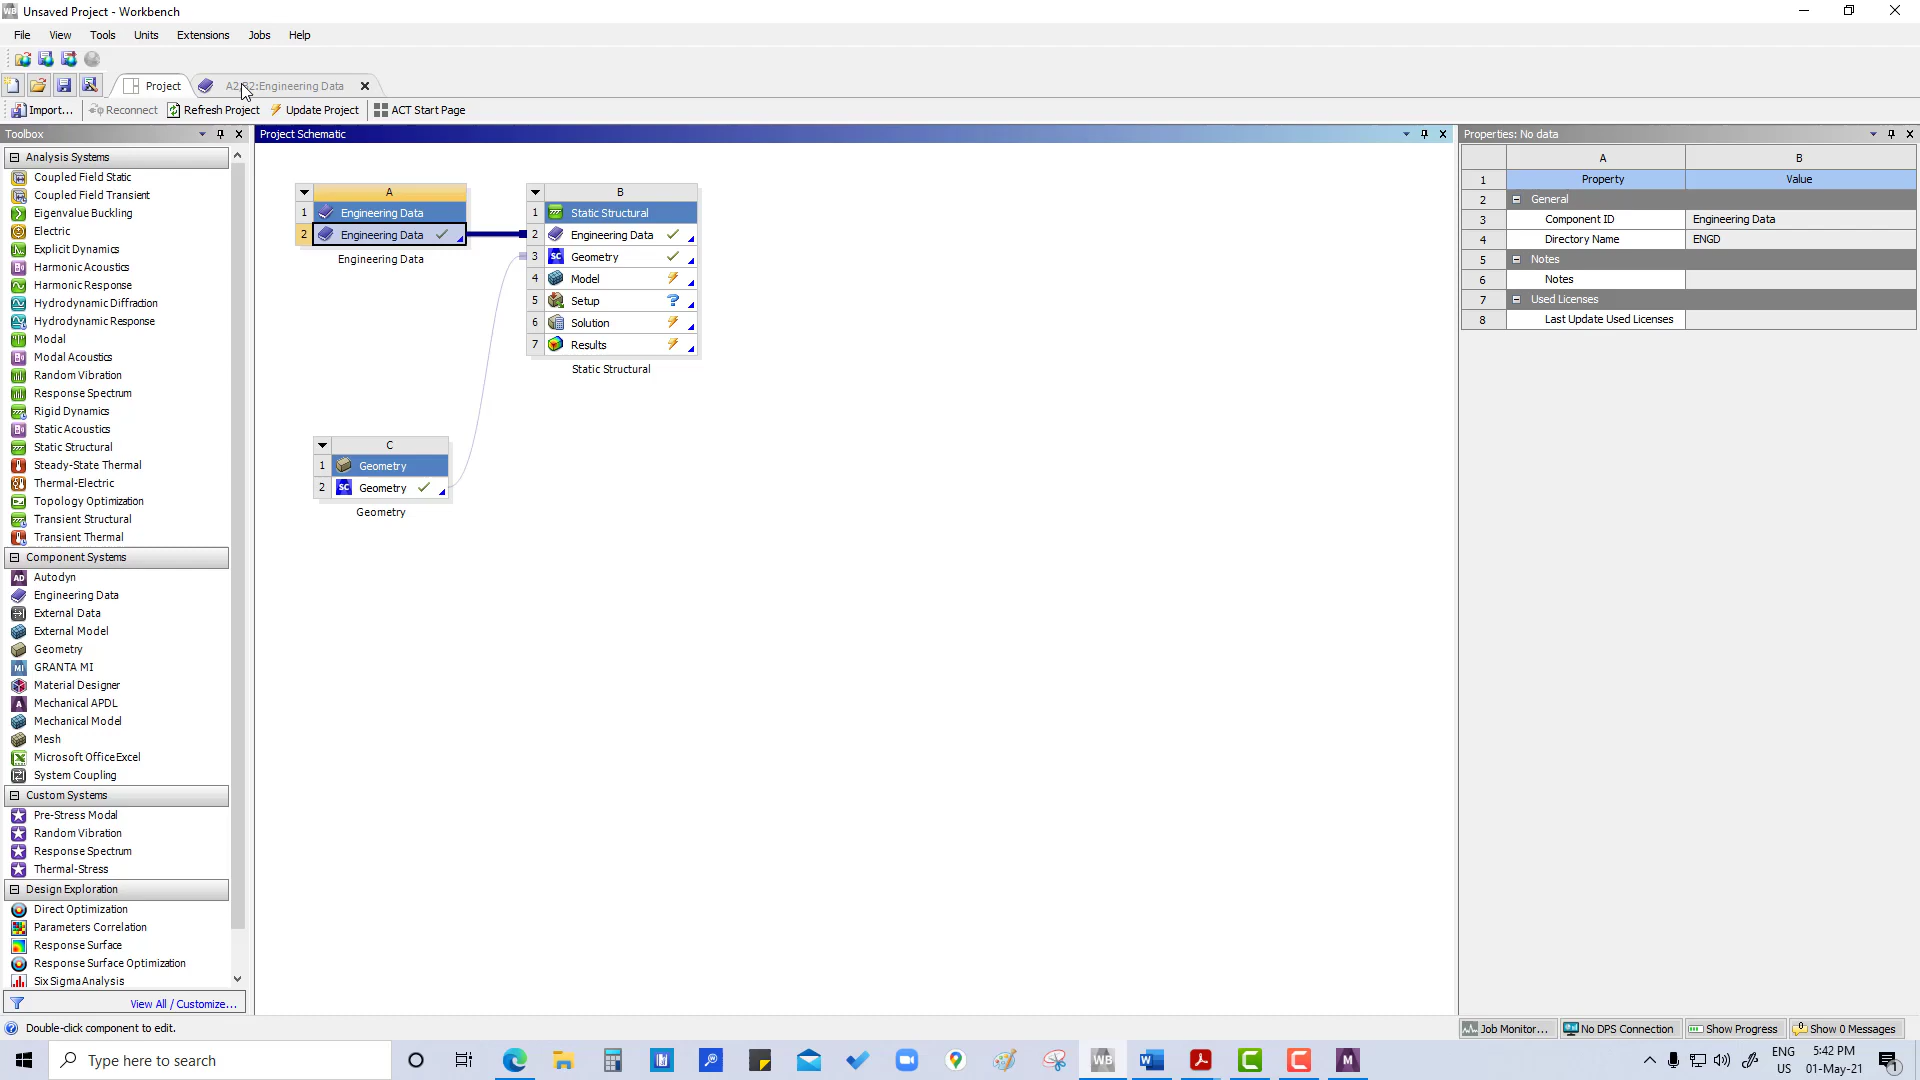 Unsaved Project - Workbench
File View Tools Units Extensions Jobs Help
Project
:Engineering Data
Import... Reconnect Refresh Project Update Project ACT Start Page
Toolbox
Analysis Systems
Coupled Field Static
Coupled Field Transient
Eigenvalue Buckling
Electric
Explicit Dynamics
Harmonic Acoustics
Harmonic Response
Hydrodynamic Diffraction
Hydrodynamic Response
Modal
Modal Acoustics
Random Vibration
Response Spectrum
Rigid Dynamics
Static Acoustics
Static Structural
Steady-State Thermal
Thermal-Electric
Topology Optimization
Transient Structural
Transient Thermal
Component Systems
Autodyn
Engineering Data
External Data
External Model
Geometry
GRANTA MI
Material Designer
Mechanical APDL
Mechanical Model
Mesh
Microsoft Office Excel
System Coupling
Custom Systems
Pre-Stress Modal
Random Vibration
Response Spectrum
Thermal-Stress
Design Exploration
Direct Optimization
Parameters Correlation
Response Surface
Response Surface Optimization
Six Sigma Analysis
View All / Customize...
Project Schematic
A
1 Engineering Data
2 Engineering Data
Engineering Data
B
1 Static Structural
2 Engineering Data
3 Geometry
4 Model
5 Setup
6 Solution
7 Results
Static Structural
C
1 Geometry
2 Geometry
Geometry
Properties: No data
A B
1 Property Value
2 General
3 Component ID Engineering Data
4 Directory Name ENGD
5 Notes
6 Notes
7 Used Licenses
8 Last Update Used Licenses
Double-click component to edit.
Job Monitor... No DPS Connection Show Progress Show 0 Messages
Type here to search
ENG
US
5:42 PM
01-May-21